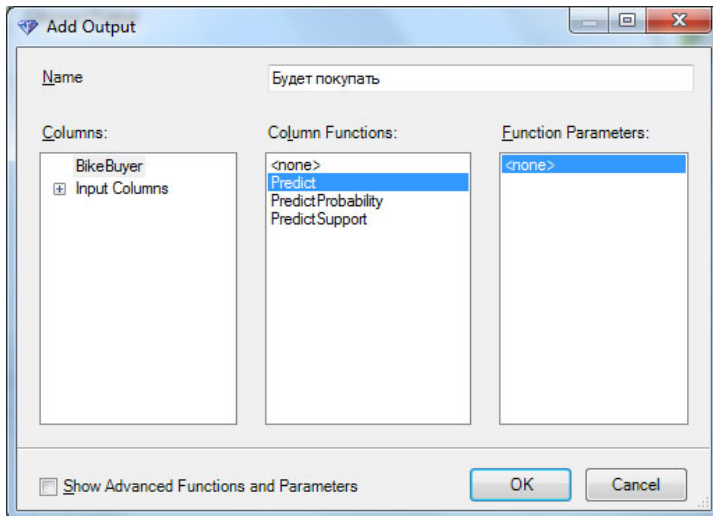 Add Output
Name
Будет покупать
Columns:
Column Functions:
Function Parameters:
BikeBuyer
Input Columns
<none>
Predict
PredictProbability
PredictSupport
<none>
Show Advanced Functions and Parameters
OK
Cancel